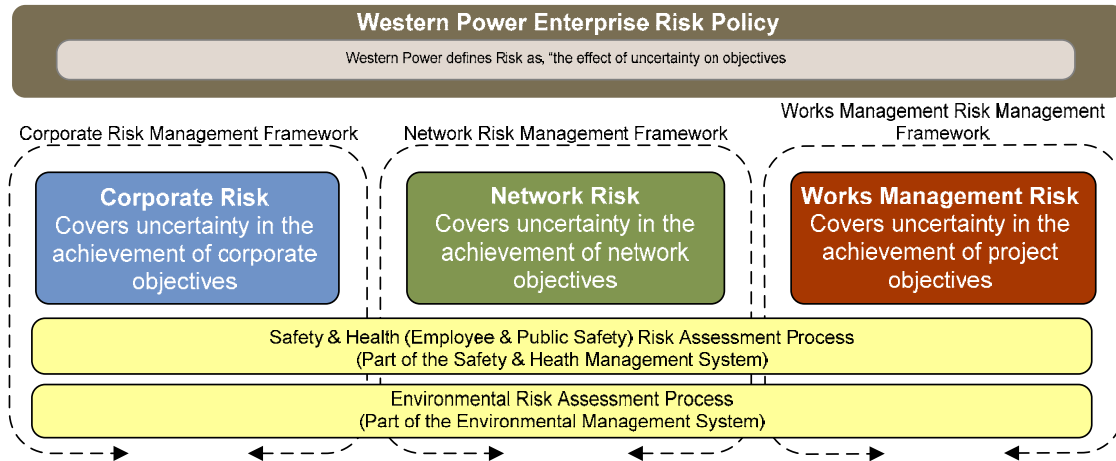 Western Power Enterprise Risk Policy
Western Power defines Risk as, “the effect of uncertainty on objectives
Corporate Risk Management Framework
Network Risk Management Framework
Works Management Risk Management
Framework
Corporate Risk
Covers uncertainty in the
achievement of corporate
objectives
Network Risk
Covers uncertainty in the
achievement of network
objectives
Works Management Risk
Covers uncertainty in the
achievement of project
objectives
Safety & Health (Employee & Public Safety) Risk Assessment Process
(Part of the Safety & Heath Management System)
Environmental Risk Assessment Process
(Part of the Environmental Management System)